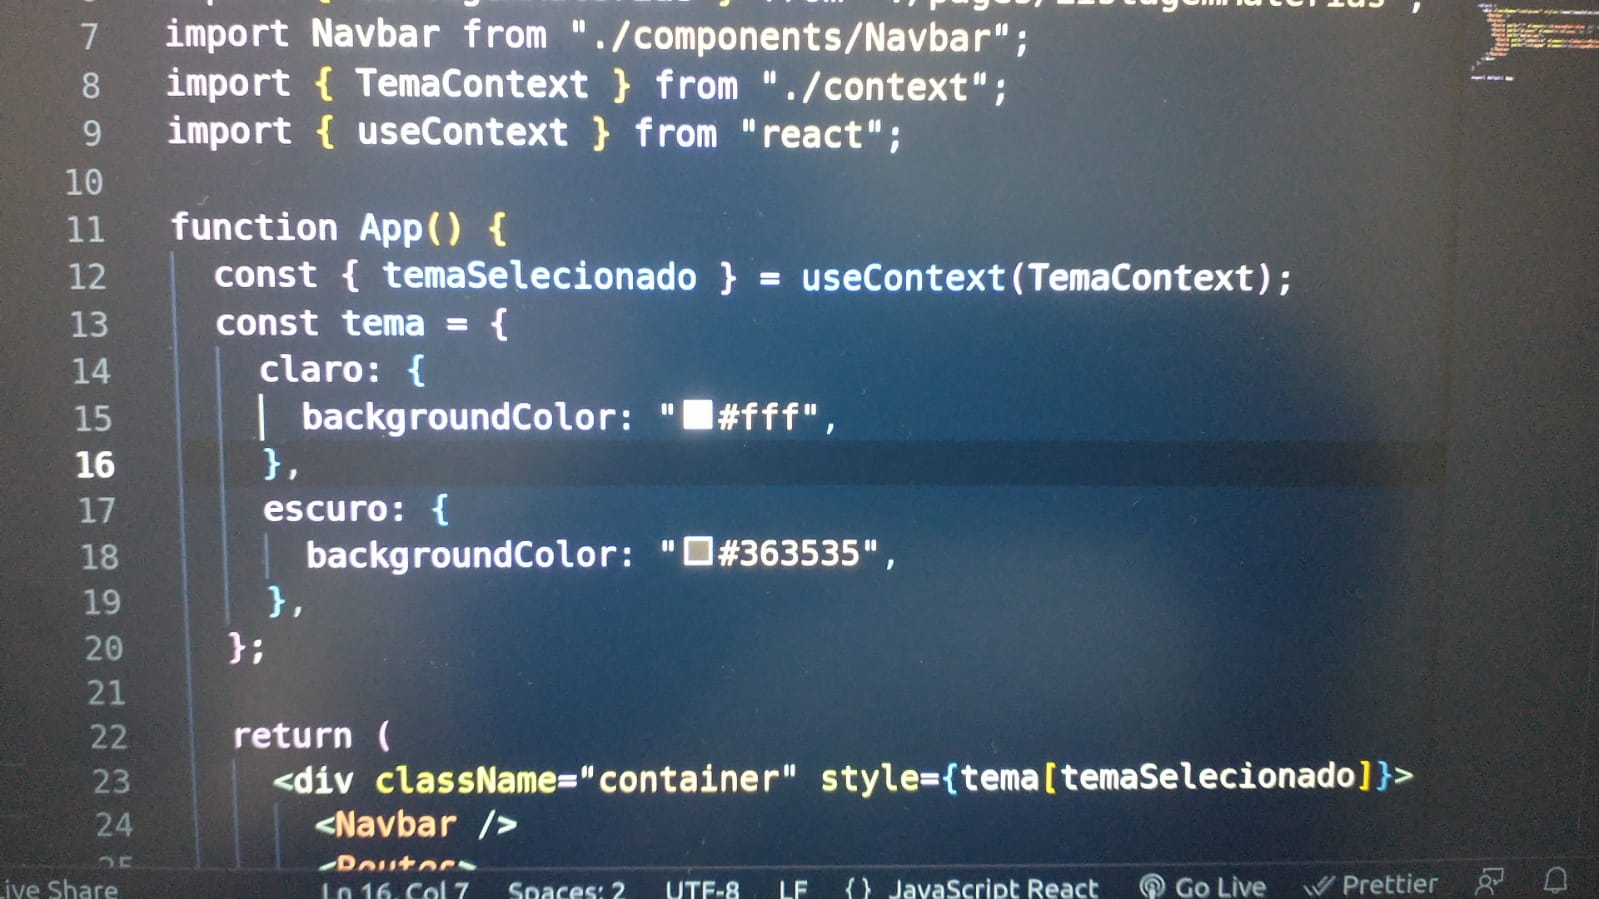 7 import Navbar from "./components/Navbar";
8 import { TemaContext } from "./context";
9 import { useContext } from "react";
10
11 function App() {
12 const { temaSelecionado } = useContext(TemaContext);
13 const tema = {
14 claro: {
15 backgroundColor: "#fff",
16 },
17 escuro: {
18 backgroundColor: "#363535",
19 },
20 };
21
22 return (
23 <div className="container" style={tema[temaSelecionado]}>
24 <Navbar />
25 <Router>
ive Share Ln 16, Col 7 Spaces: 2 UTF-8 LF {} JavaScript React Go Live Prettier